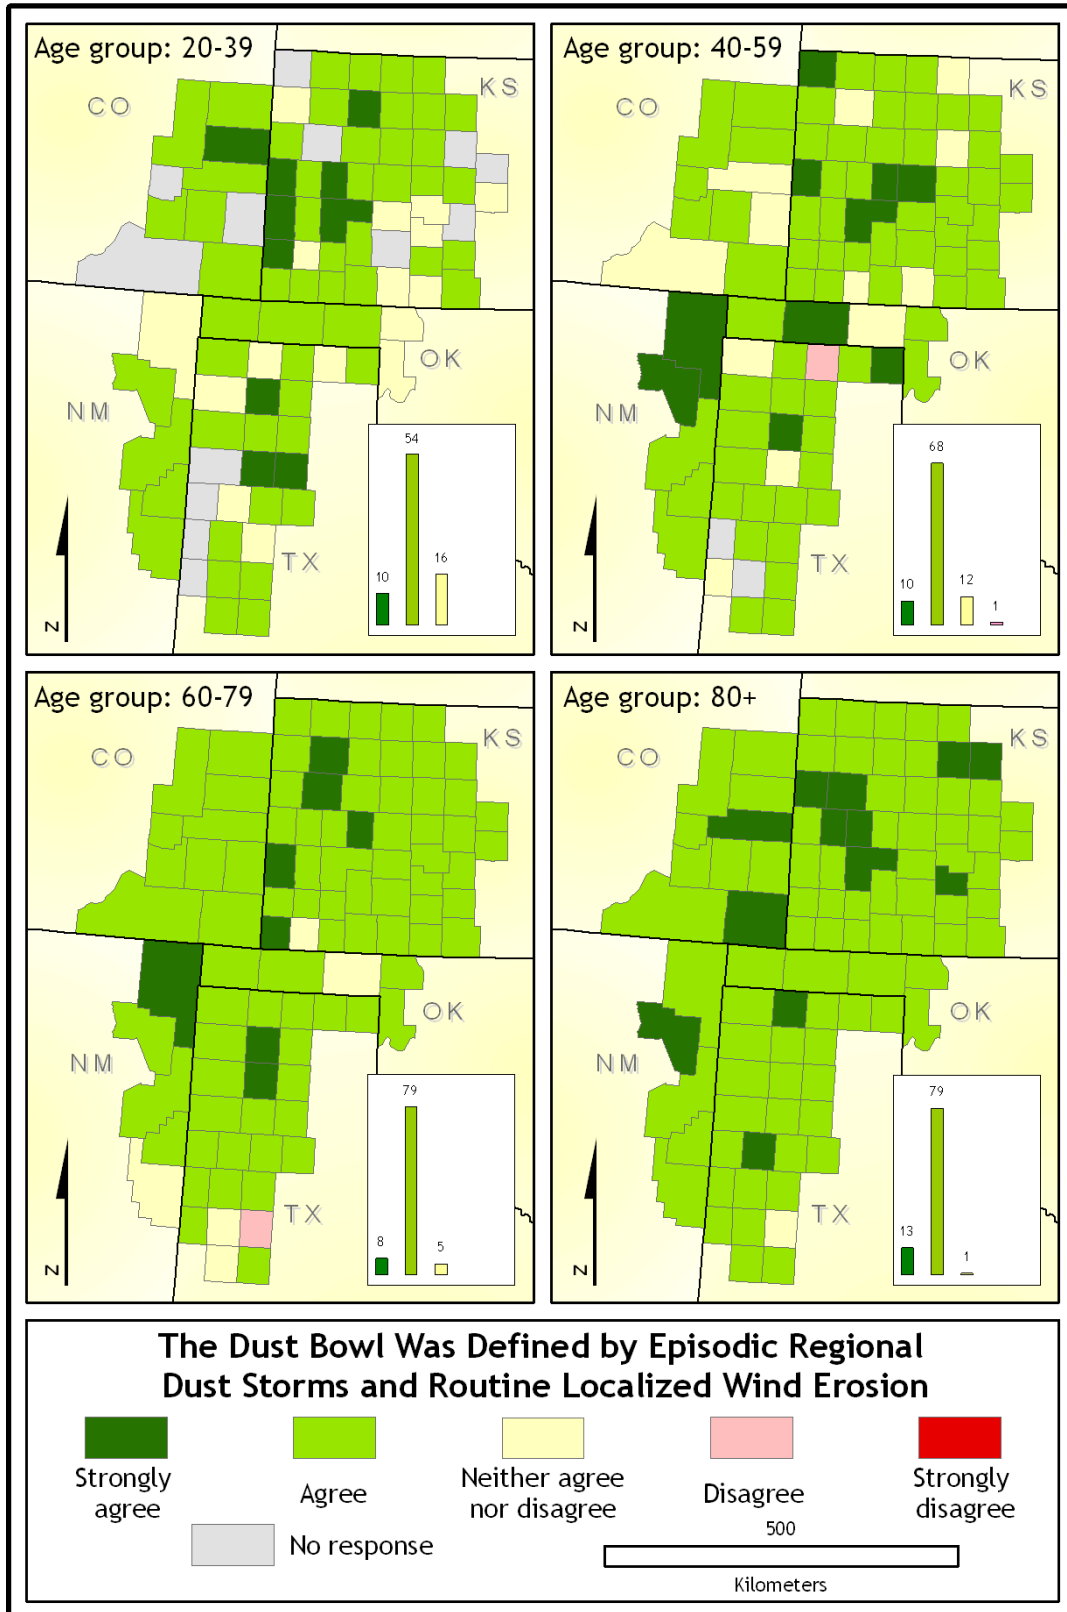 Age group: 20-39
CO
KS
NM
OK
TX
54
10
16
N
Age group: 40-59
CO
KS
NM
OK
TX
68
10
12
1
N
Age group: 60-79
CO
KS
NM
OK
TX
79
8
5
N
Age group: 80+
CO
KS
NM
OK
TX
79
13
1
N
The Dust Bowl Was Defined by Episodic Regional
Dust Storms and Routine Localized Wind Erosion
Strongly
agree
Agree
Neither agree
nor disagree
Disagree
Strongly
disagree
No response
500
Kilometers